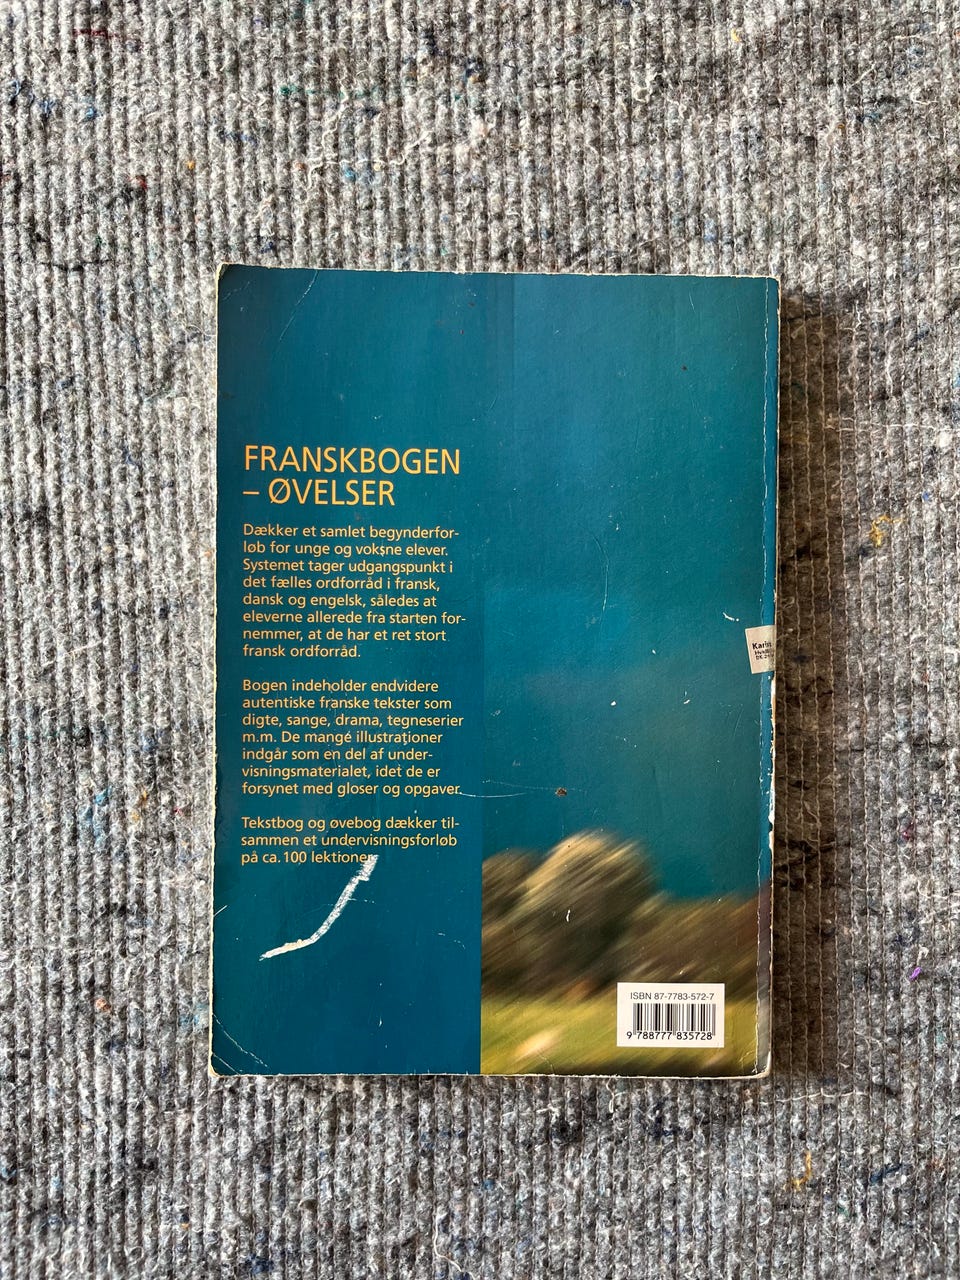 FRANSKBOGEN
– ØVELSER
Dækker et samlet begynderfor-
løb for unge og voksne elever.
Systemet tager udgangspunkt i
det fælles ordforråd i fransk,
dansk og engelsk, således at
eleverne allerede fra starten for-
nemmer, at de har et ret stort
fransk ordforråd.
Bogen indeholder endvidere
autentiske franske tekster som
digte, sange, drama, tegneserier
m.m. De mange illustrationer
indgår som en del af under-
visningsmaterialet, idet de er
forsynet med gloser og opgaver.
Tekstbog og øvebog dækker til-
sammen et undervisningsforløb
på ca. 100 lektioner.
ISBN 87-7783-572-7
9 788777 835728